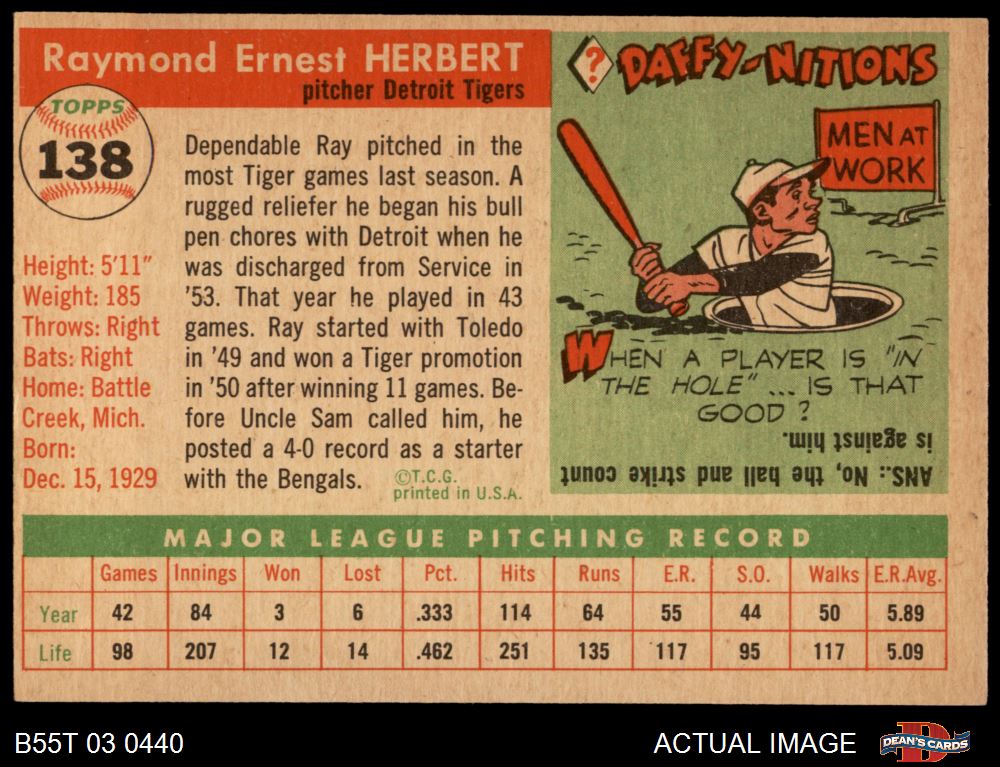 Raymond Ernest HERBERT
pitcher Detroit Tigers
TOPPS
138
Height: 5'11"
Weight: 185
Throws: Right
Bats: Right
Home: Battle
Creek, Mich.
Born:
Dec. 15, 1929
Dependable Ray pitched in the
most Tiger games last season. A
rugged reliefer he began his bull
pen chores with Detroit when he
was discharged from Service in
'53. That year he played in 43
games. Ray started with Toledo
in '49 and won a Tiger promotion
in '50 after winning 11 games. Be-
fore Uncle Sam called him, he
posted a 4-0 record as a starter
with the Bengals.
©T.C.G.
printed in U.S.A.
? DAFFY-NITIONS
MEN AT
WORK
WHEN A PLAYER IS "IN
THE HOLE" ... IS THAT
GOOD ?
ANS.: No, the ball and strike count
is against him.
MAJOR LEAGUE PITCHING RECORD
Games Innings Won Lost Pct. Hits Runs E.R. S.O. Walks E.R.Avg.
Year 42 84 3 6 .333 114 64 55 44 50 5.89
Life 98 207 12 14 .462 251 135 117 95 117 5.09
B55T 03 0440
ACTUAL IMAGE
D
DEAN'S CARDS